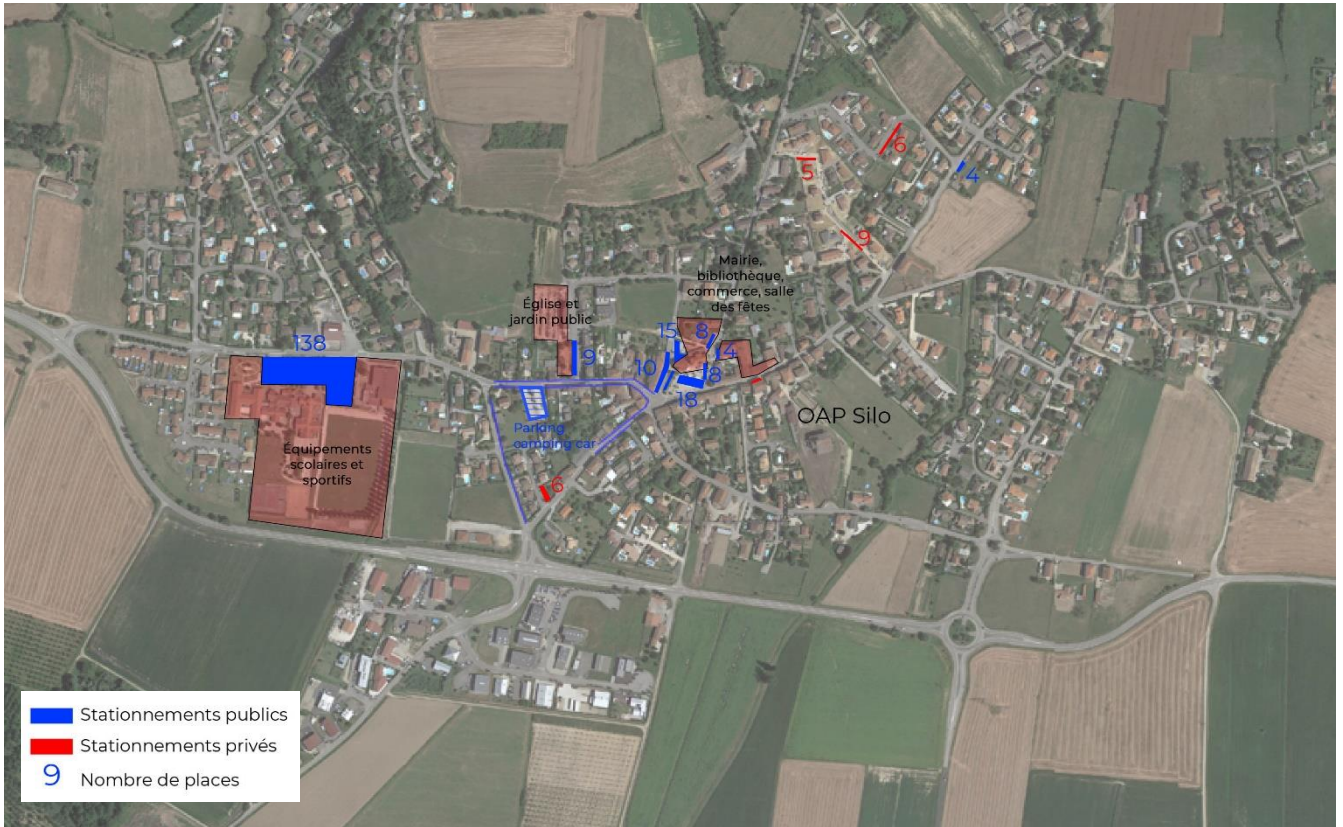 6
5
4
9
Mairie,
bibliothèque,
commerce, salle
des fêtes
Église et
jardin public
138
15
8
9
4
10
8
18
OAP Silo
Parking
camping car
Équipements
scolaires et
sportifs
6
Stationnements publics
Stationnements privés
9 Nombre de places